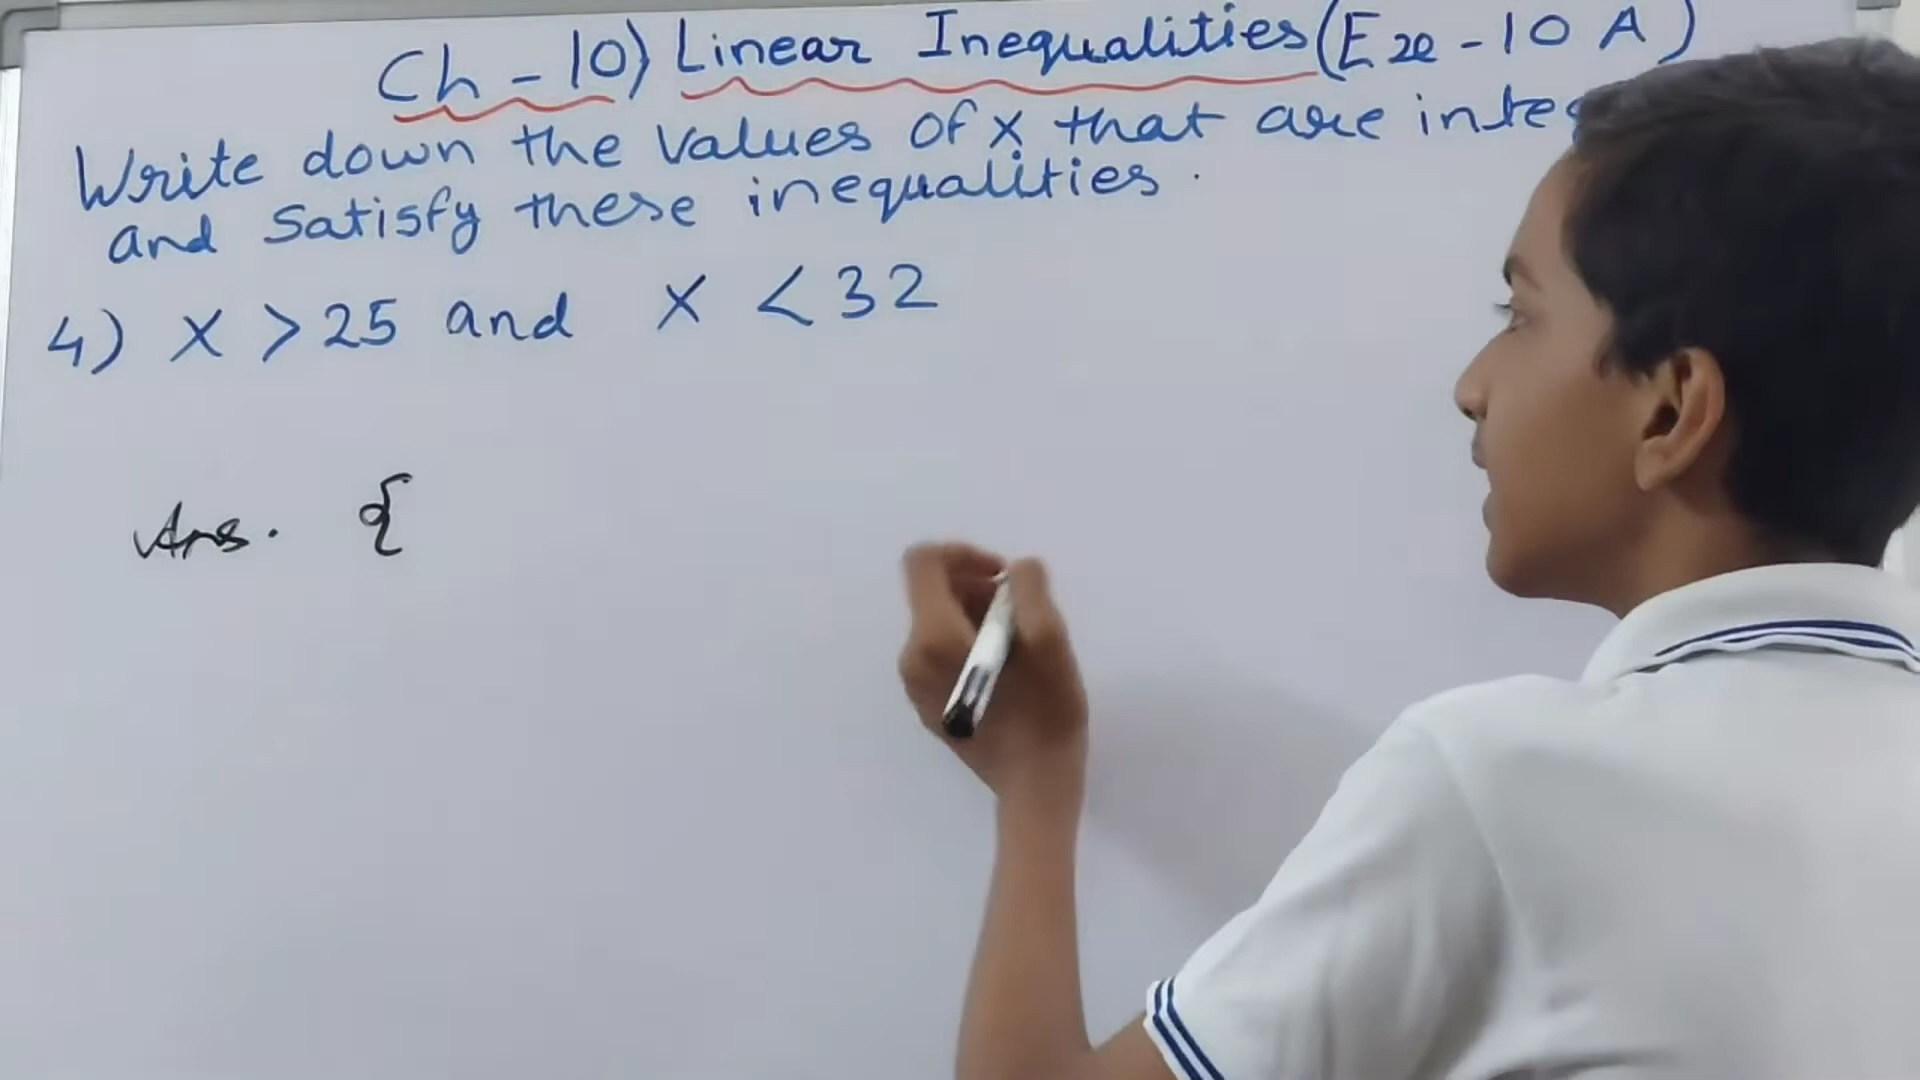 Ch - 10) Linear Inequalities (Ex - 10 A)
Write down the values of x that are
and satisfy these inequalities.
4) x > 25 and x < 32
Ans. {